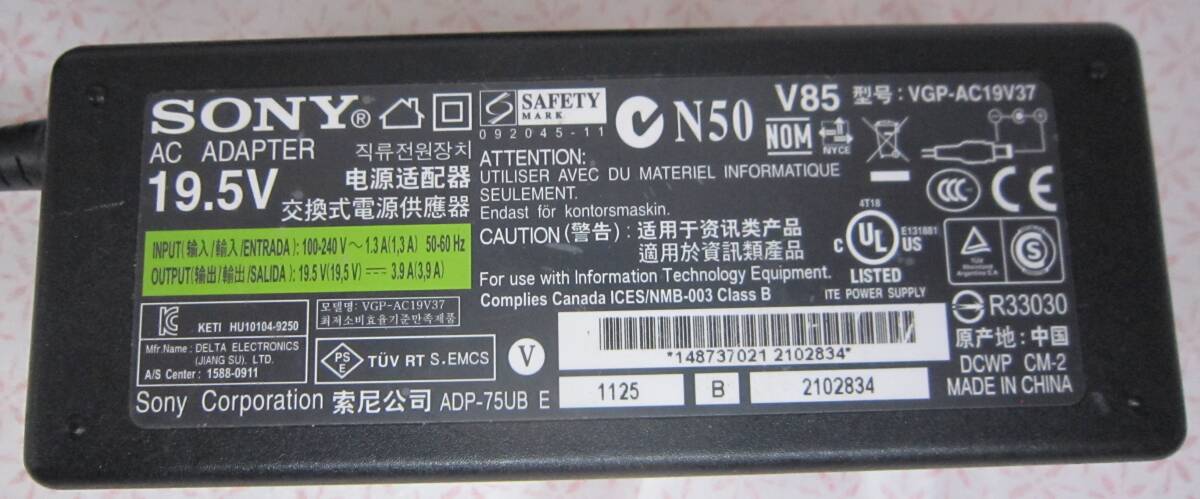 SONY®
AC ADAPTER 직류전원장치
19.5V 电源适配器
交換式電源供應器
INPUT(输入/輸入/ENTRADA): 100-240 V～1.3 A(1,3 A) 50-60 Hz
OUTPUT(输出/輸出/SALIDA): 19.5 V(19,5 V) 3.9 A(3,9 A)
KETI HU10104-9250
Mfr.Name : DELTA ELECTRONICS
(JIANG SU). LTD.
A/S Center : 1588-0911
모델명: VGP-AC19V37
최저소비효율기준만족제품
PS
E
TÜV RT S.EMCS
Sony Corporation 索尼公司 ADP-75UB E
SAFETY
MARK
092045-11
N50
V85 型号: VGP-AC19V37
NOM
NYCE
ATTENTION:
UTILISER AVEC DU MATERIEL INFORMATIQUE
SEULEMENT.
Endast för kontorsmaskin.
CAUTION (警告) : 适用于资讯类产品
適用於資訊類產品
For use with Information Technology Equipment.
Complies Canada ICES/NMB-003 Class B
CCC
CE
4T18
E131881
C UL US
LISTED
ITE POWER SUPPLY
TÜV
Rheinland
Argentina S.A.
S
R33030
V
*148737021 2102834*
1125 B 2102834
原产地: 中国
DCWP CM-2
MADE IN CHINA